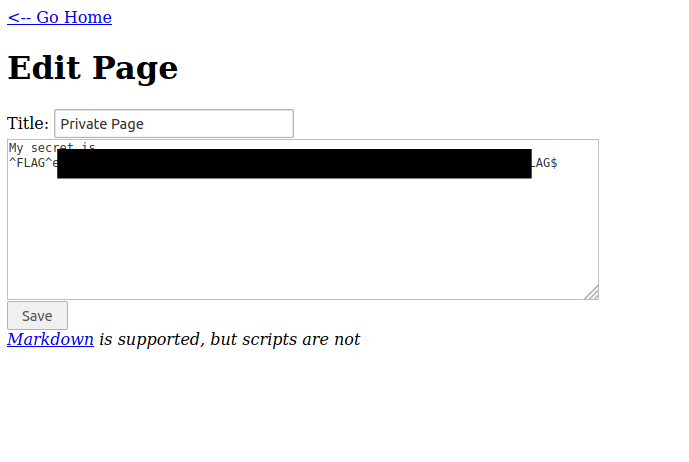 <-- Go Home
Edit Page
Title: Private Page
My secret is
^FLAG^e LAG$
Save
Markdown is supported, but scripts are not